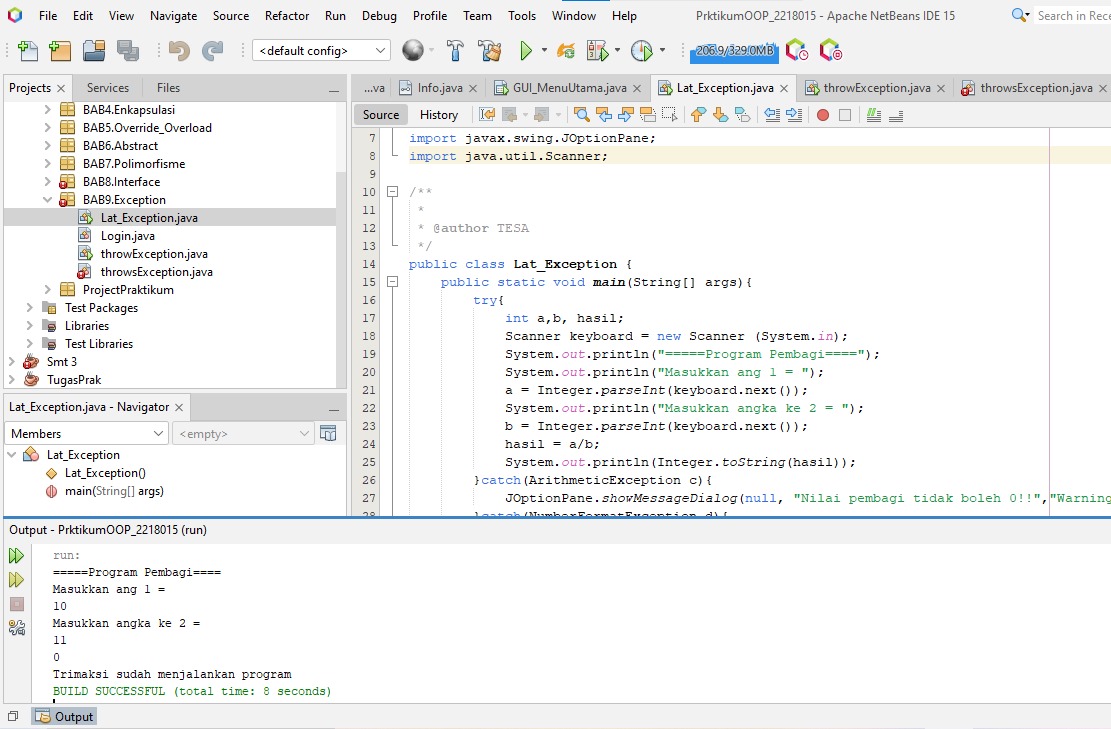 File Edit View Navigate Source Refactor Run Debug Profile Team Tools Window Help PrktikumOOP_2218015 - Apache NetBeans IDE 15 Search in Rece
<default config> 206.9/329.0MB
Projects Services Files
BAB4.Enkapsulasi
BAB5.Override_Overload
BAB6.Abstract
BAB7.Polimorfisme
BAB8.Interface
BAB9.Exception
Lat_Exception.java
Login.java
throwException.java
throwsException.java
ProjectPraktikum
Test Packages
Libraries
Test Libraries
Smt 3
TugasPrak
Lat_Exception.java - Navigator
Members <empty>
Lat_Exception
Lat_Exception()
main(String[] args)
...va Info.java GUI_MenuUtama.java Lat_Exception.java throwException.java throwsException.java
Source History
7 import javax.swing.JOptionPane;
8 import java.util.Scanner;
9
10 /**
11 *
12 * @author TESA
13 */
14 public class Lat_Exception {
15 public static void main(String[] args){
16 try{
17 int a,b, hasil;
18 Scanner keyboard = new Scanner (System.in);
19 System.out.println("=====Program Pembagi====");
20 System.out.println("Masukkan ang 1 = ");
21 a = Integer.parseInt(keyboard.next());
22 System.out.println("Masukkan angka ke 2 = ");
23 b = Integer.parseInt(keyboard.next());
24 hasil = a/b;
25 System.out.println(Integer.toString(hasil));
26 }catch(ArithmeticException c){
27 JOptionPane.showMessageDialog(null, "Nilai pembagi tidak boleh 0!!","Warning
28 }catch(NumberFormatException d){
Output - PrktikumOOP_2218015 (run)
run:
=====Program Pembagi====
Masukkan ang 1 =
10
Masukkan angka ke 2 =
11
0
Trimaksi sudah menjalankan program
BUILD SUCCESSFUL (total time: 8 seconds)
Output